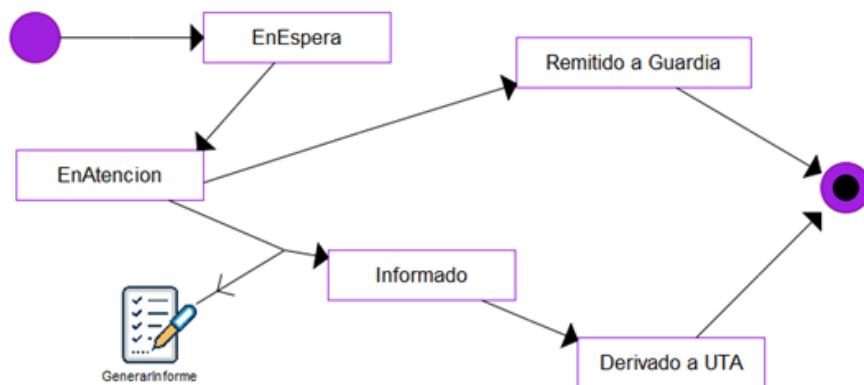 EnEspera
Remitido a Guardia
EnAtencion
Informado
GenerarInforme
Derivado a UTA